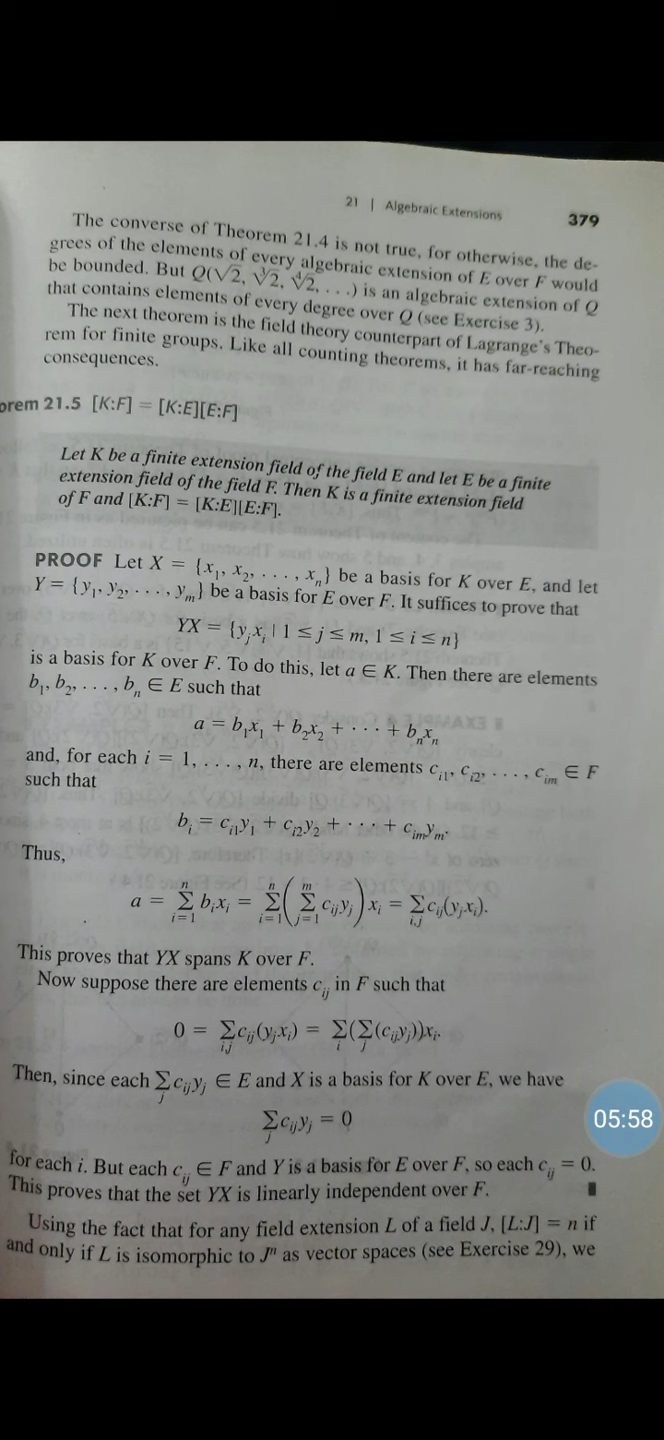 21 | Algebraic Extensions 379
The converse of Theorem 21.4 is not true, for otherwise, the de-
grees of the elements of every algebraic extension of E over F would
be bounded. But Q(√2, ∛2, ∜2, . . .) is an algebraic extension of Q
that contains elements of every degree over Q (see Exercise 3).
The next theorem is the field theory counterpart of Lagrange's Theo-
rem for finite groups. Like all counting theorems, it has far-reaching
consequences.
orem 21.5 [K:F] = [K:E][E:F]
Let K be a finite extension field of the field E and let E be a finite
extension field of the field F. Then K is a finite extension field
of F and [K:F] = [K:E][E:F].
PROOF Let X = {x₁, x₂, . . . , xₙ} be a basis for K over E, and let
Y = {y₁, y₂, . . . , yₘ} be a basis for E over F. It suffices to prove that
YX = {yⱼxᵢ | 1 ≤ j ≤ m, 1 ≤ i ≤ n}
is a basis for K over F. To do this, let a ∈ K. Then there are elements
b₁, b₂, . . . , bₙ ∈ E such that
a = b₁x₁ + b₂x₂ + · · · + bₙxₙ
and, for each i = 1, . . . , n, there are elements cᵢ₁, cᵢ₂, . . . , cᵢₘ ∈ F
such that
bᵢ = cᵢ₁y₁ + cᵢ₂y₂ + · · · + cᵢₘyₘ.
Thus,
a = ∑ᵢ₌₁ⁿ bᵢxᵢ = ∑ᵢ₌₁ⁿ (∑ⱼ₌₁ᵐ cᵢⱼyⱼ) xᵢ = ∑ᵢ,ⱼ cᵢⱼ(yⱼxᵢ).
This proves that YX spans K over F.
Now suppose there are elements cᵢⱼ in F such that
0 = ∑ᵢ,ⱼ cᵢⱼ(yⱼxᵢ) = ∑ᵢ(∑ⱼ(cᵢⱼyⱼ))xᵢ.
Then, since each ∑ⱼ cᵢⱼyⱼ ∈ E and X is a basis for K over E, we have
∑ⱼ cᵢⱼyⱼ = 0
05:58
for each i. But each cᵢⱼ ∈ F and Y is a basis for E over F, so each cᵢⱼ = 0.
This proves that the set YX is linearly independent over F.
Using the fact that for any field extension L of a field J, [L:J] = n if
and only if L is isomorphic to Jⁿ as vector spaces (see Exercise 29), we